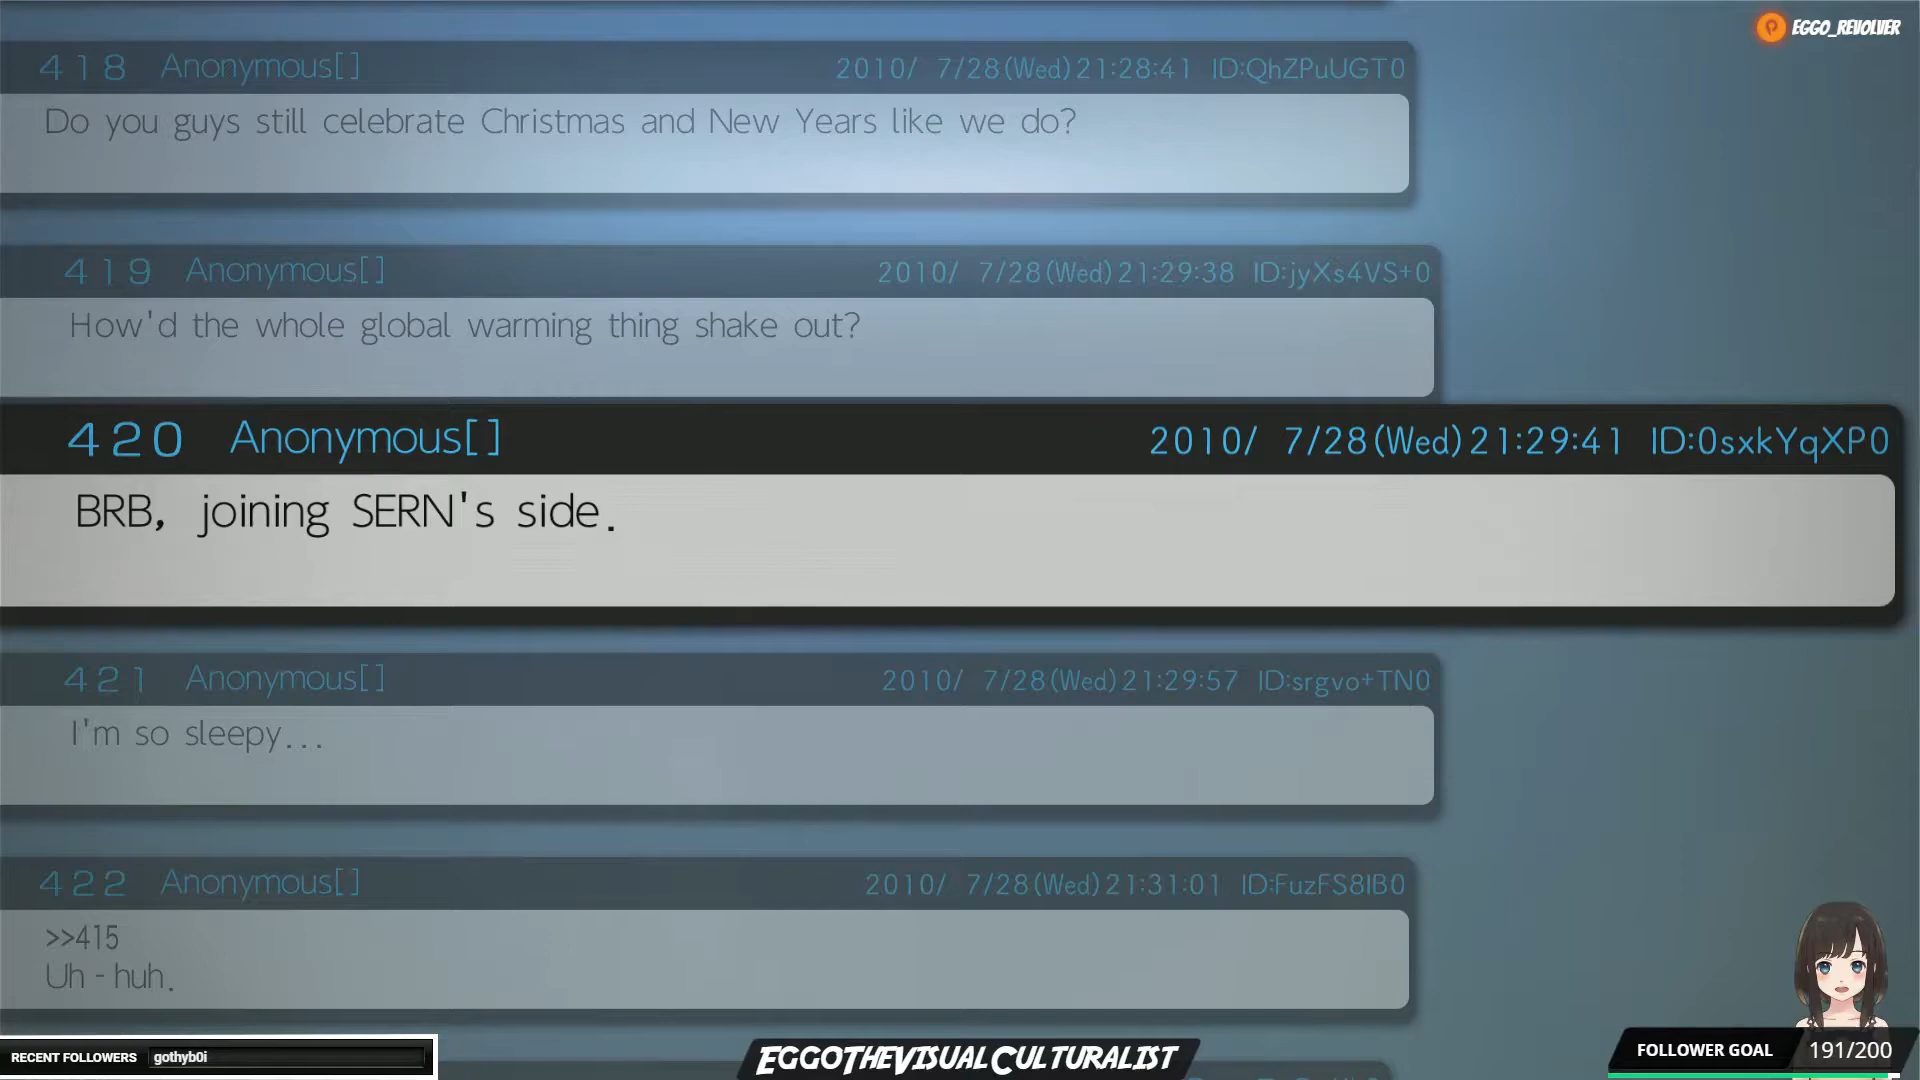 EGGO_REVOLVER
418 Anonymous[] 2010/ 7/28(Wed)21:28:41 ID:QhZPuUGT0
Do you guys still celebrate Christmas and New Years like we do?
419 Anonymous[] 2010/ 7/28(Wed)21:29:38 ID:jyXs4VS+0
How'd the whole global warming thing shake out?
420 Anonymous[] 2010/ 7/28(Wed)21:29:41 ID:0sxkYqXP0
BRB, joining SERN's side.
421 Anonymous[] 2010/ 7/28(Wed)21:29:57 ID:srgvo+TN0
I'm so sleepy...
422 Anonymous[] 2010/ 7/28(Wed)21:31:01 ID:FuzFS8IB0
>>415
Uh-huh.
RECENT FOLLOWERS gothyb0i
EGGOTHEVISUALCULTURALIST
FOLLOWER GOAL 191/200